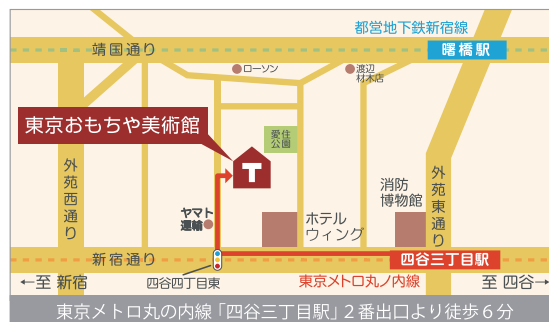 都営地下鉄新宿線
靖国通り
曙橋駅
ローソン
渡辺
材木店
東京おもちゃ美術館
愛住
公園
T
外苑西通り
消防
博物館
外苑東通り
ヤマト
運輸
ホテル
ウィング
新宿通り
四谷三丁目駅
←至 新宿
四谷四丁目東
東京メトロ丸ノ内線
至 四谷→
東京メトロ丸の内線「四谷三丁目駅」2番出口より徒歩6分